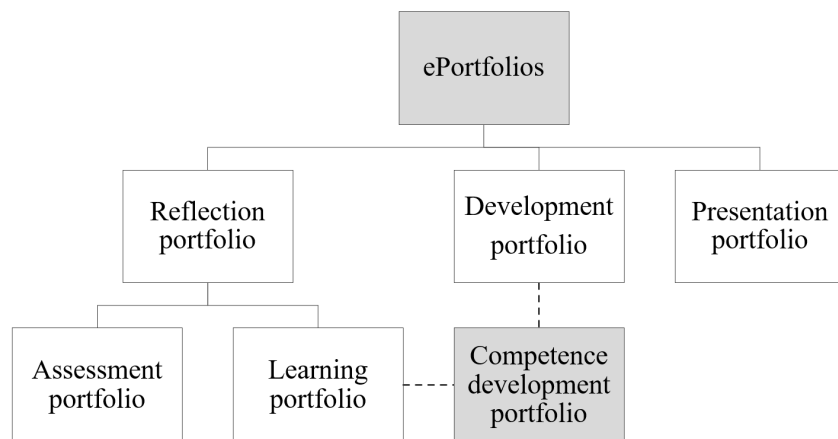 ePortfolios
Reflection
portfolio
Development
portfolio
Presentation
portfolio
Assessment
portfolio
Learning
portfolio
Competence
development
portfolio